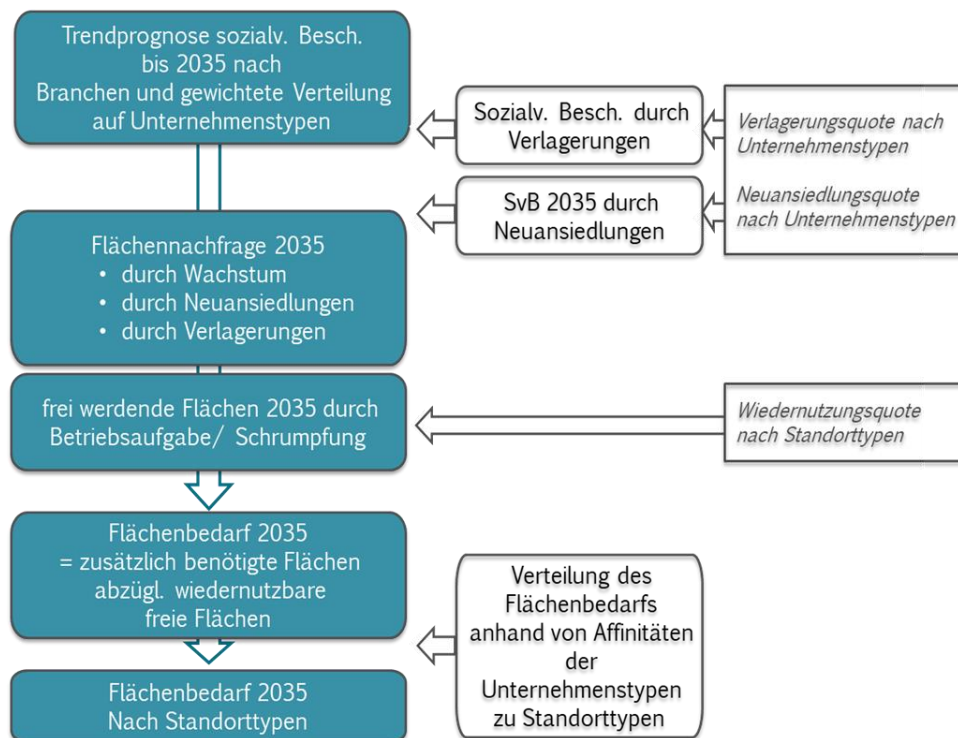 Trendprognose sozialv. Besch.
bis 2035 nach
Branchen und gewichtete Verteilung
auf Unternehmenstypen
Sozialv. Besch. durch
Verlagerungen
Verlagerungsquote nach
Unternehmenstypen
SvB 2035 durch
Neuansiedlungen
Neuansiedlungsquote
nach Unternehmenstypen
Flächennachfrage 2035
• durch Wachstum
• durch Neuansiedlungen
• durch Verlagerungen
frei werdende Flächen 2035 durch
Betriebsaufgabe/ Schrumpfung
Wiedernutzungsquote
nach Standorttypen
Flächenbedarf 2035
= zusätzlich benötigte Flächen
abzügl. wiedernutzbare
freie Flächen
Verteilung des
Flächenbedarfs
anhand von Affinitäten
der
Unternehmenstypen
zu Standorttypen
Flächenbedarf 2035
Nach Standorttypen